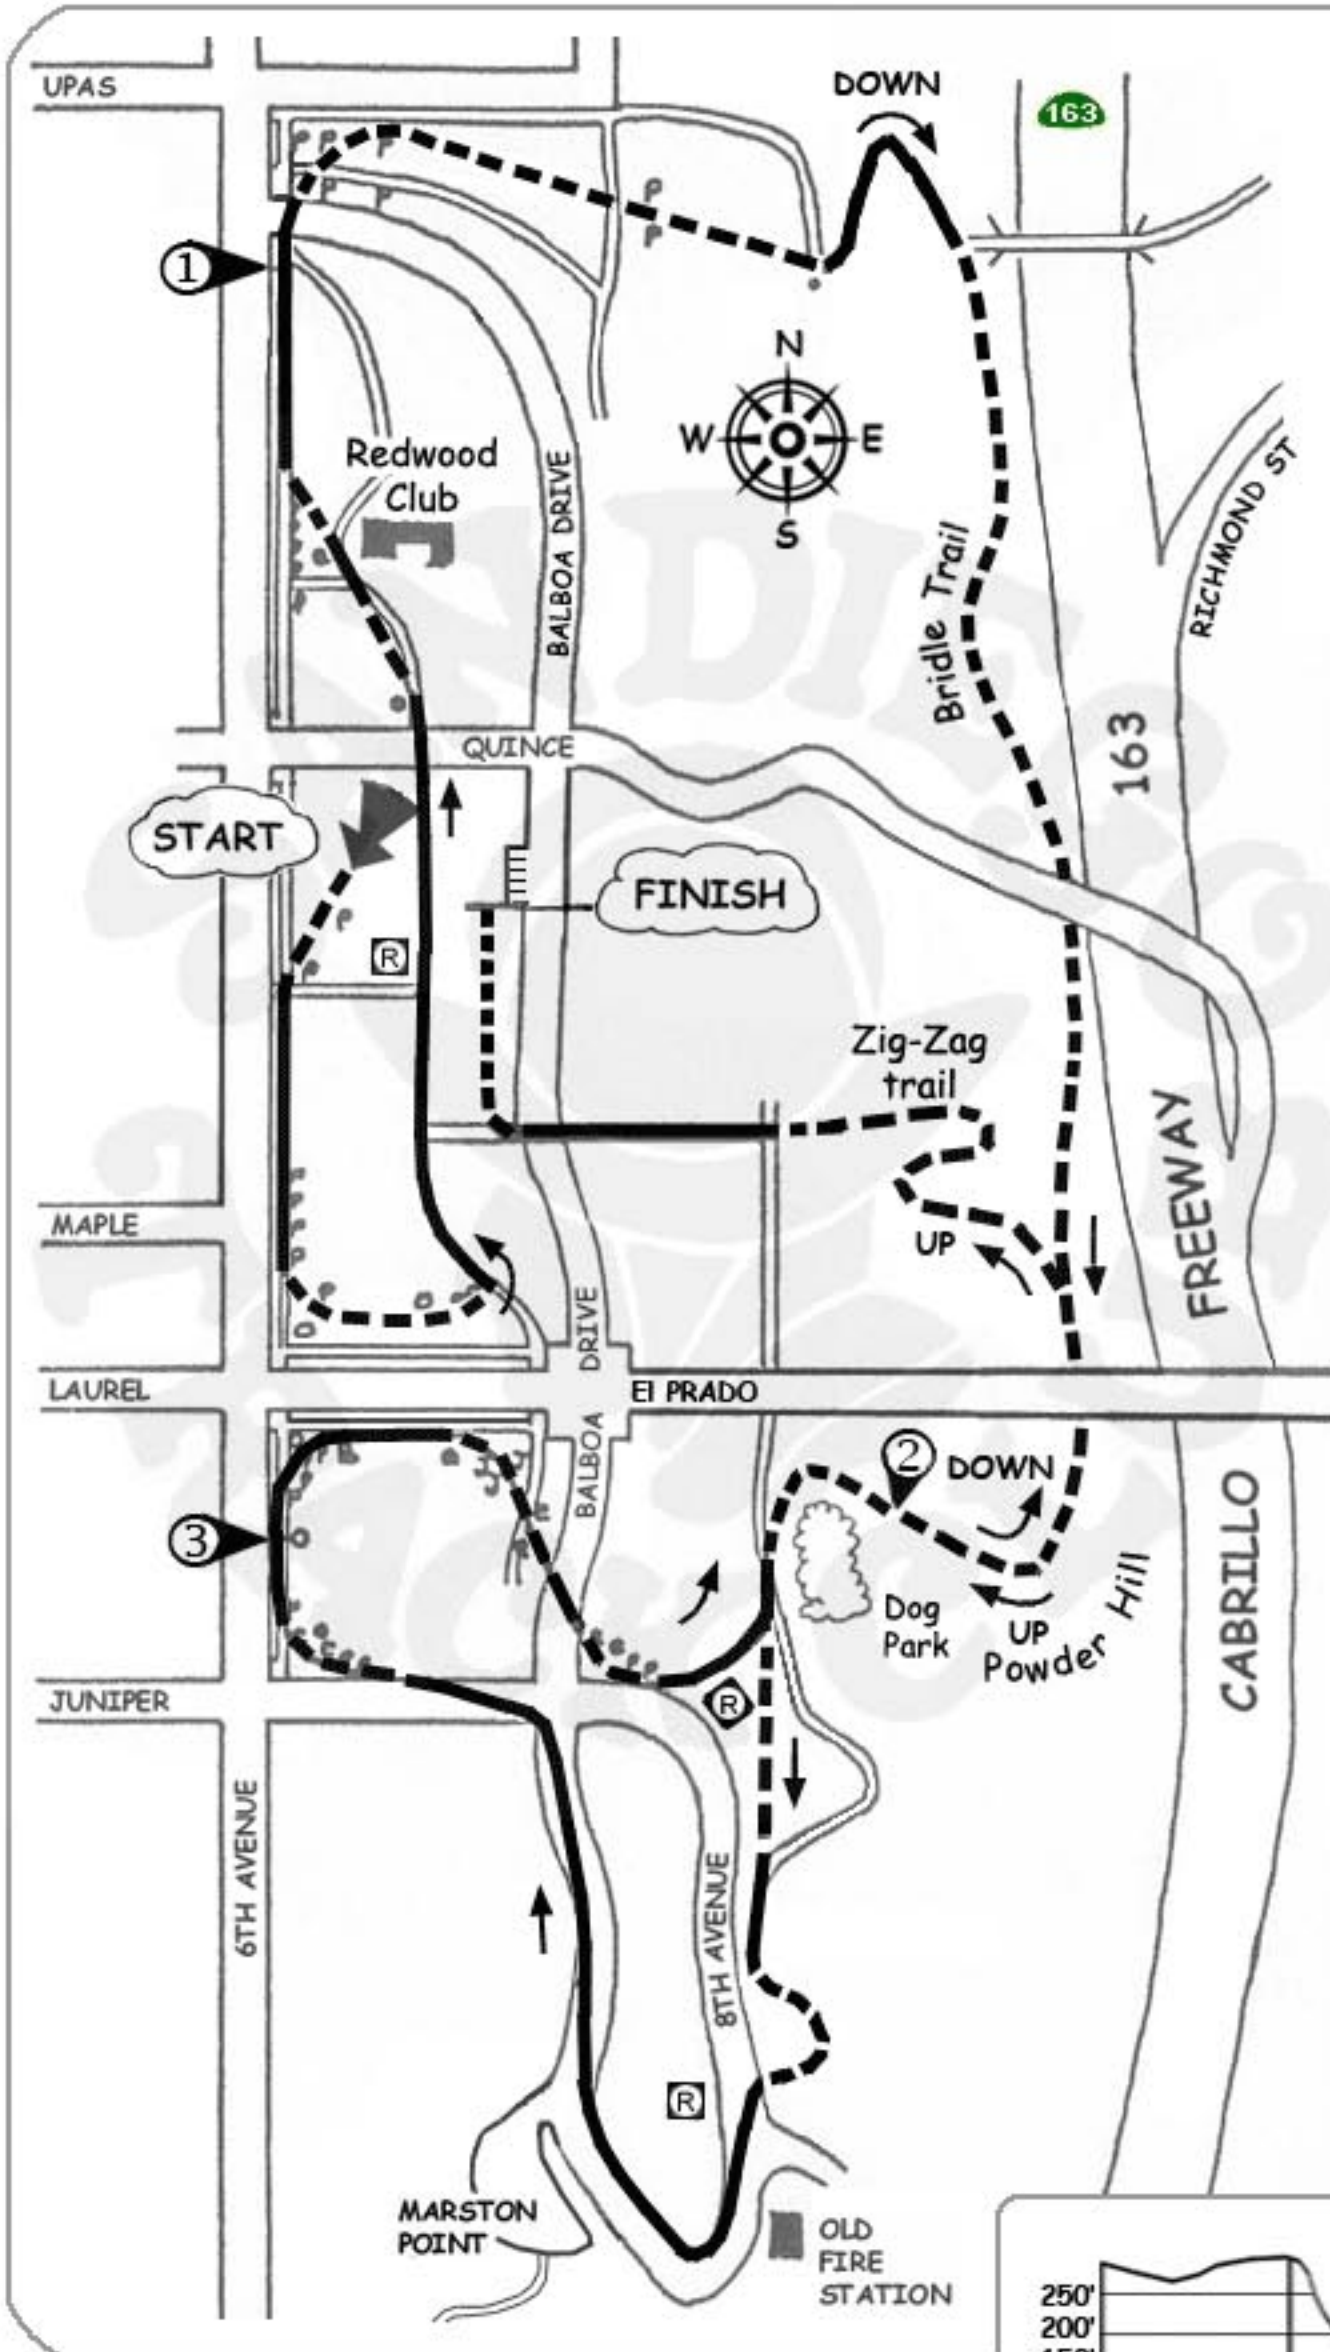 UPAS
DOWN
163
1
N
W E
S
Redwood
Club
BALBOA DRIVE
Bridle Trail
RICHMOND ST
QUINCE
163
START
FINISH
R
Zig-Zag
trail
UP
MAPLE
FREEWAY
DRIVE
LAUREL
El PRADO
BALBOA
2
DOWN
3
Dog
Park
UP
Powder Hill
CABRILLO
R
JUNIPER
6TH AVENUE
8TH AVENUE
R
MARSTON
POINT
OLD
FIRE
STATION
250'
200'